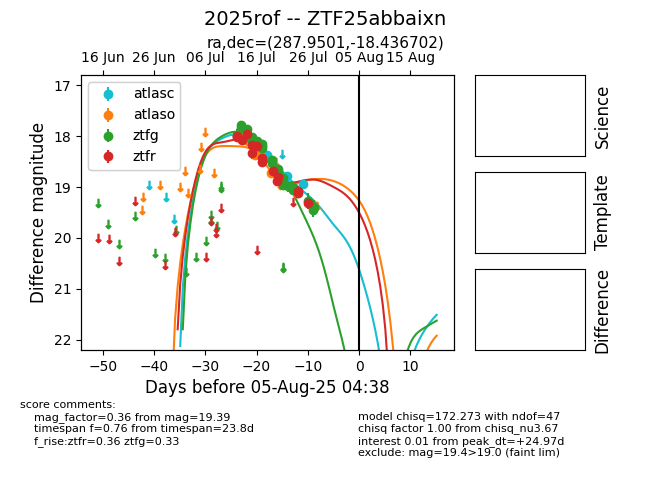 2025rof -- ZTF25abbaixn
ra,dec=(287.9501,-18.436702)
16 Jun 26 Jun 06 Jul 16 Jul 26 Jul 05 Aug 15 Aug
17
18
19
20
21
22
Difference magnitude
atlasc
atlaso
ztfg
ztfr
−50 −40 −30 −20 −10 0 10
Days before 05-Aug-25 04:38
Science
Template
Difference
score comments:
mag_factor=0.36 from mag=19.39
timespan f=0.76 from timespan=23.8d
f_rise:ztfr=0.36 ztfg=0.33
model chisq=172.273 with ndof=47
chisq factor 1.00 from chisq_nu3.67
interest 0.01 from peak_dt=+24.97d
exclude: mag=19.4>19.0 (faint lim)